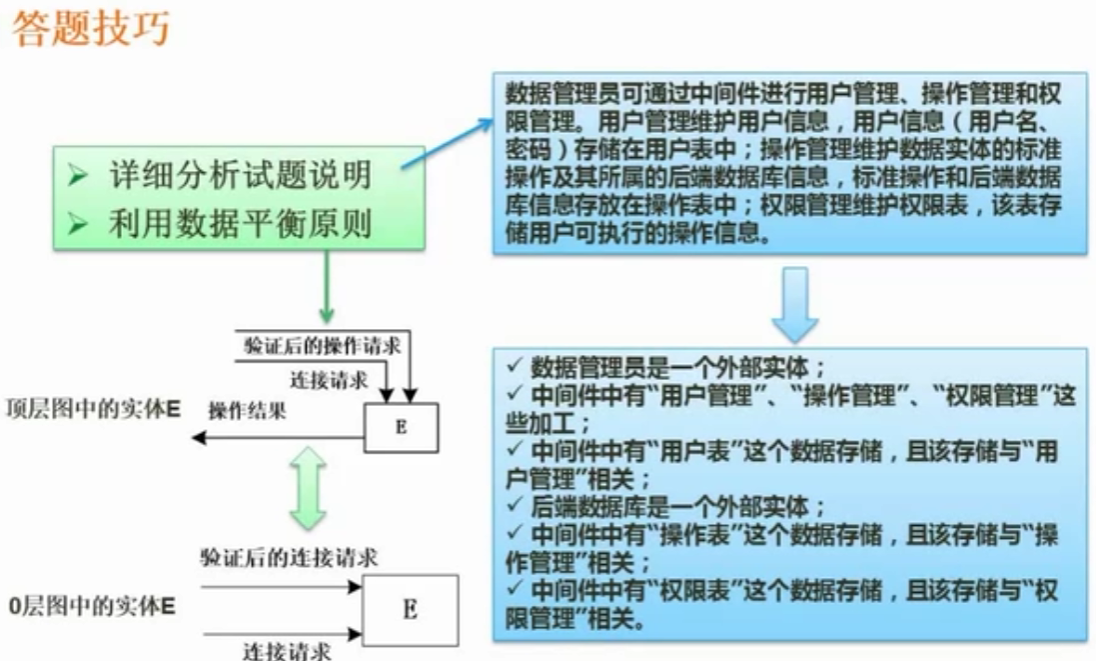 答题技巧
➢ 详细分析试题说明
➢ 利用数据平衡原则
数据管理员可通过中间件进行用户管理、操作管理和权
限管理。用户管理维护用户信息，用户信息（用户名、
密码）存储在用户表中；操作管理维护数据实体的标准
操作及其所属的后端数据库信息，标准操作和后端数据
库信息存放在操作表中；权限管理维护权限表，该表存
储用户可执行的操作信息。
验证后的操作请求
连接请求
顶层图中的实体E
操作结果
E
验证后的连接请求
0层图中的实体E
E
连接请求
✓ 数据管理员是一个外部实体；
✓ 中间件中有“用户管理”、“操作管理”、“权限管理”这
些加工；
✓ 中间件中有“用户表”这个数据存储，且该存储与“用
户管理”相关；
✓ 后端数据库是一个外部实体；
✓ 中间件中有“操作表”这个数据存储，且该存储与“操
作管理”相关；
✓ 中间件中有“权限表”这个数据存储，且该存储与“权
限管理”相关。